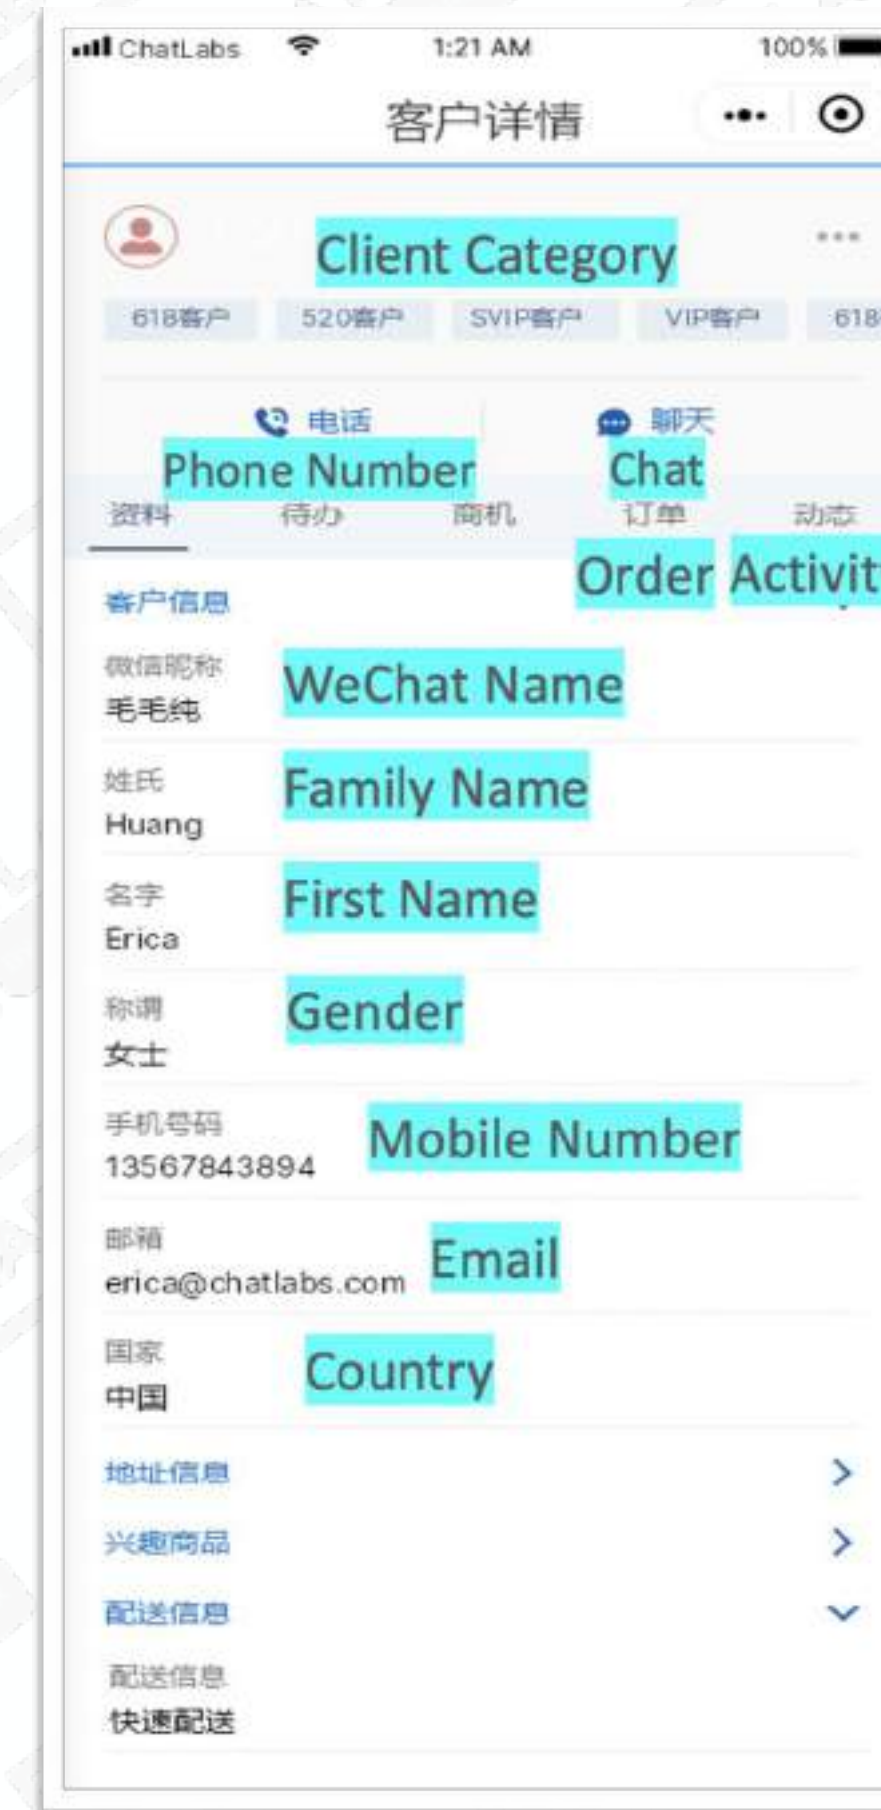 ChatLabs 1:21 AM 100%
客户详情
Client Category
618客户 520客户 SVIP客户 VIP客户 618
电话 聊天
Phone Number Chat
资料 待办 商机 订单 动态
Order Activit
客户信息
微信昵称
WeChat Name
毛毛纯
姓氏
Family Name
Huang
名字
First Name
Erica
称谓
Gender
女士
手机号码
Mobile Number
13567843894
邮箱
Email
erica@chatlabs.com
国家
Country
中国
地址信息
兴趣商品
配送信息
配送信息
快速配送